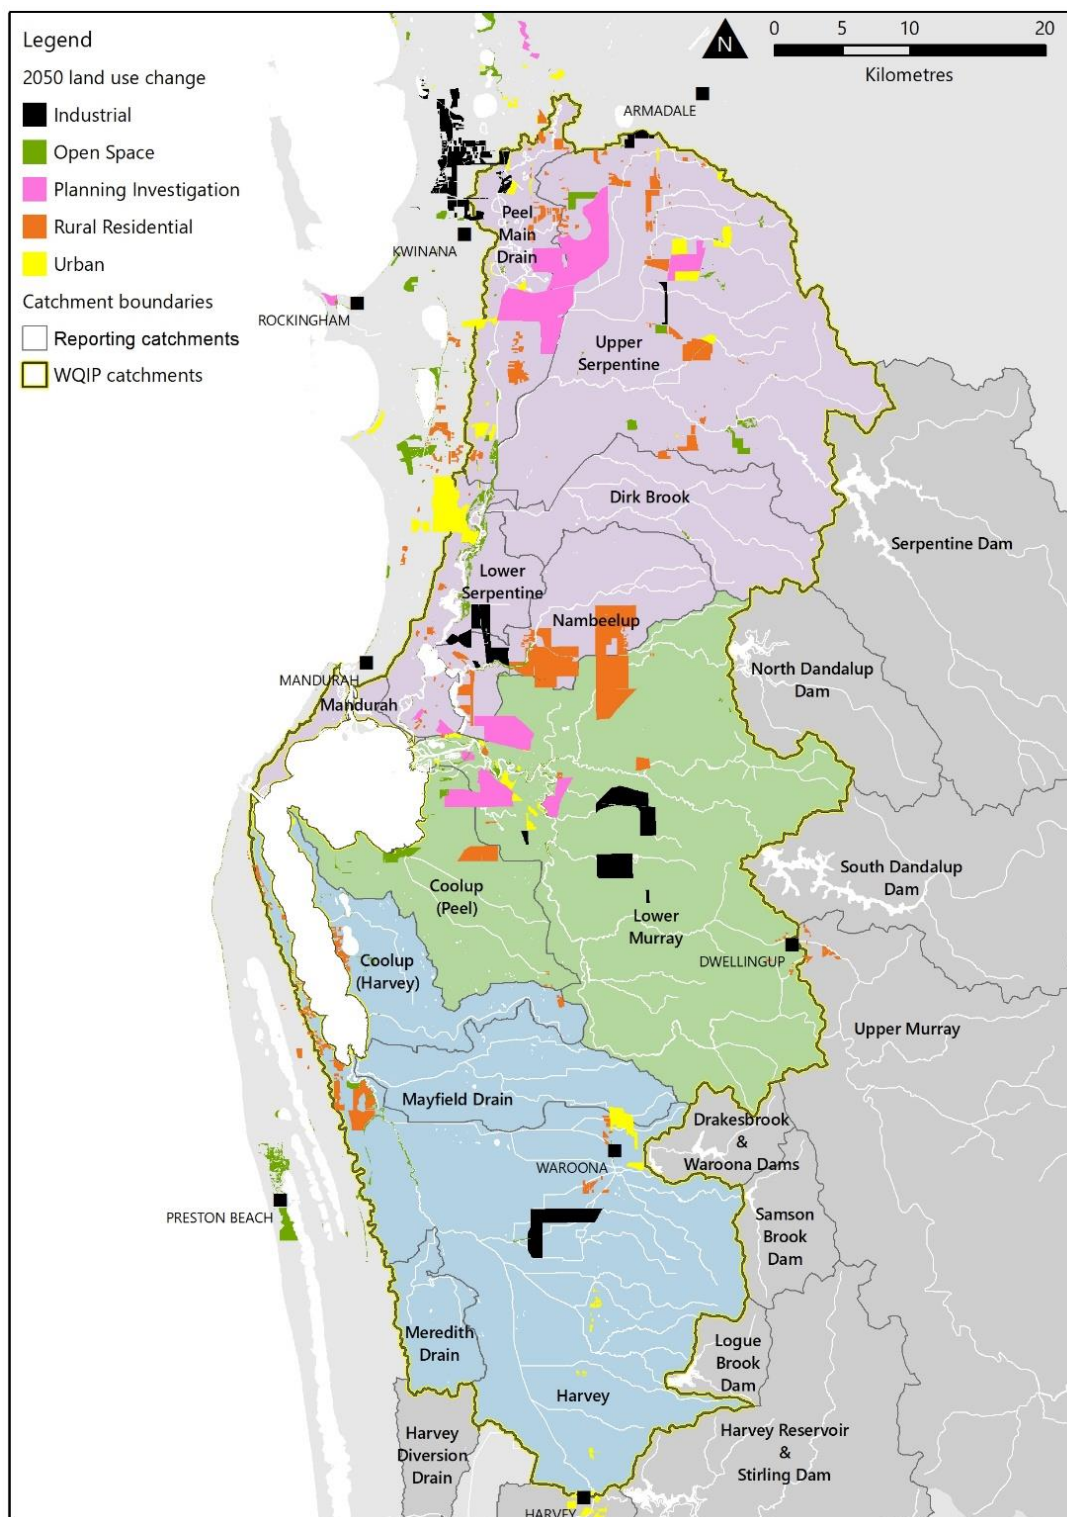 Legend
2050 land use change
Industrial
Open Space
Planning Investigation
Rural Residential
Urban
Catchment boundaries
Reporting catchments
WQIP catchments
N
0 5 10 20
Kilometres
ARMADALE
Peel
Main
Drain
KWINANA
ROCKINGHAM
Upper
Serpentine
Dirk Brook
Serpentine Dam
Lower
Serpentine
Nambeelup
MANDURAH
Mandurah
North Dandalup
Dam
South Dandalup
Dam
Coolup
(Peel)
Lower
Murray
DWELLINGUP
Coolup
(Harvey)
Upper Murray
Mayfield Drain
Drakesbrook
&
Waroona Dams
WAROONA
PRESTON BEACH
Samson
Brook
Dam
Meredith
Drain
Logue
Brook
Dam
Harvey
Harvey
Diversion
Drain
Harvey Reservoir
&
Stirling Dam
HARVEY